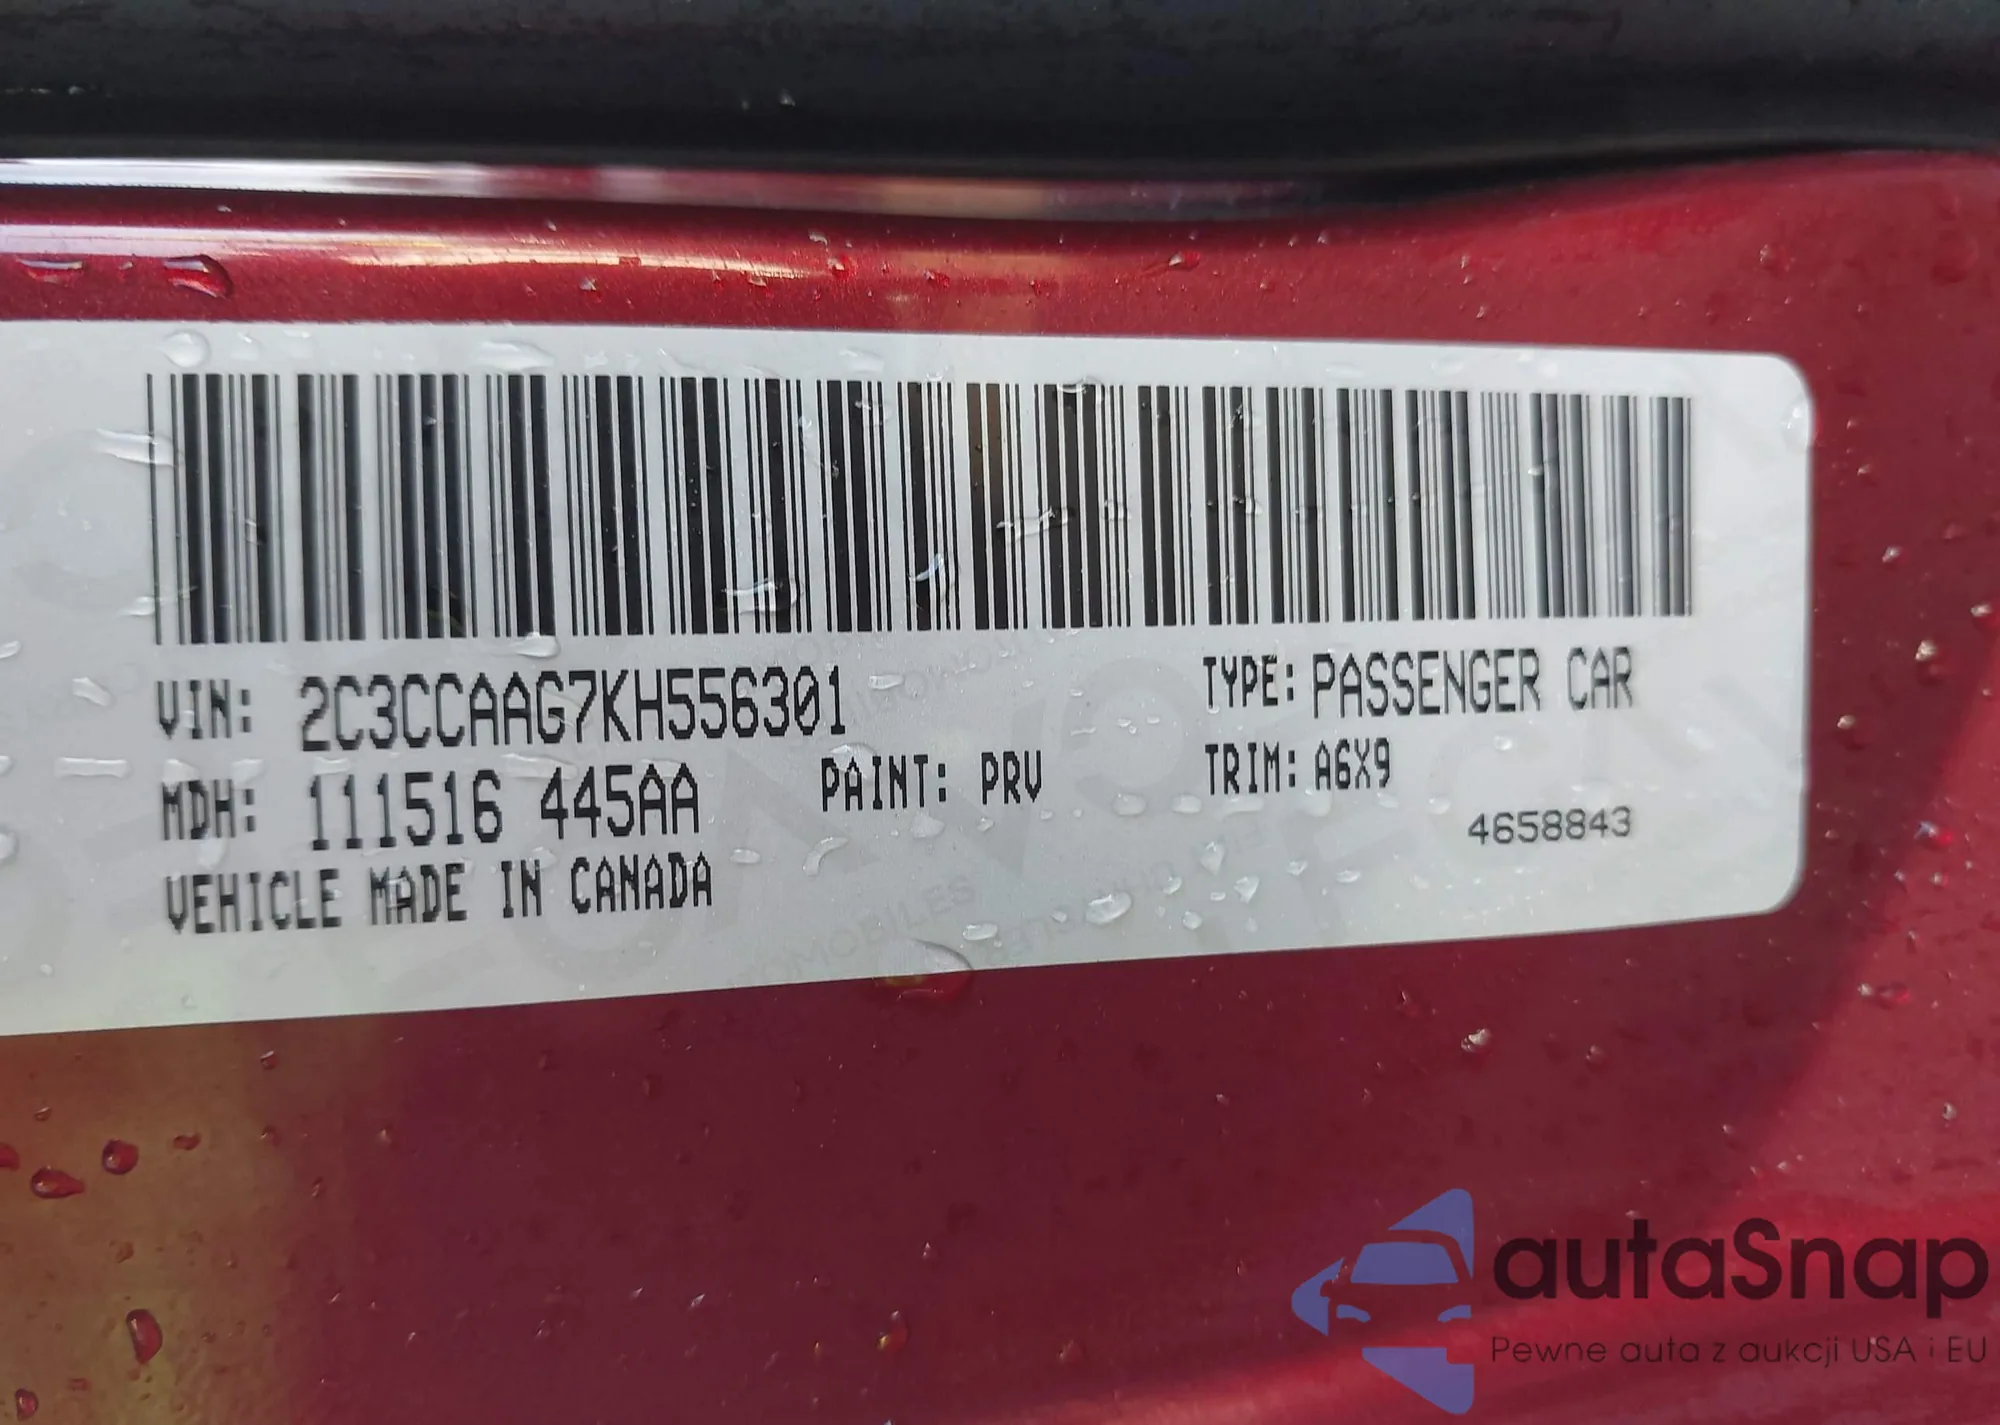 VIN: 2C3CCAAG7KH556301
TYPE: PASSENGER CAR
MDH: 111516 445AA
PAINT: PRV
TRIM: A6X9
4658843
VEHICLE MADE IN CANADA
autaSnap
Pewne auta z aukcji USA i EU